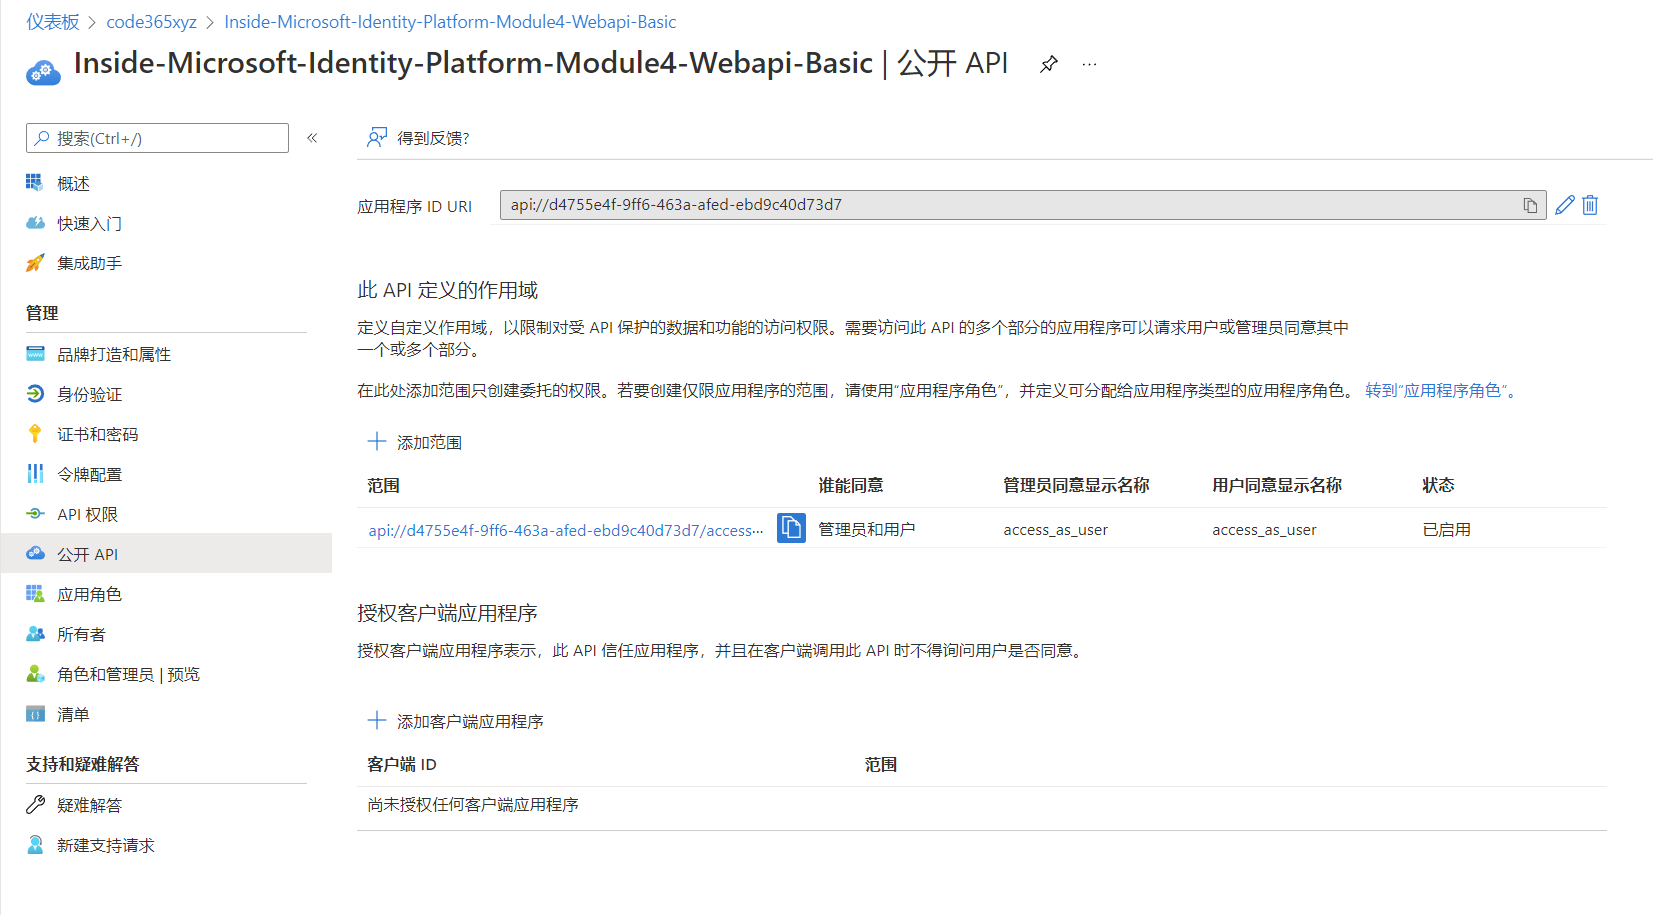 仪表板 > code365xyz > Inside-Microsoft-Identity-Platform-Module4-Webapi-Basic
Inside-Microsoft-Identity-Platform-Module4-Webapi-Basic | 公开 API
搜索(Ctrl+/)
概述
快速入门
集成助手
管理
品牌打造和属性
身份验证
证书和密码
令牌配置
API 权限
公开 API
应用角色
所有者
角色和管理员 | 预览
清单
支持和疑难解答
疑难解答
新建支持请求
得到反馈?
应用程序 ID URI api://d4755e4f-9ff6-463a-afed-ebd9c40d73d7
此 API 定义的作用域
定义自定义作用域，以限制对受 API 保护的数据和功能的访问权限。需要访问此 API 的多个部分的应用程序可以请求用户或管理员同意其中
一个或多个部分。
在此处添加范围只创建委托的权限。若要创建仅限应用程序的范围，请使用“应用程序角色”，并定义可分配给应用程序类型的应用程序角色。 转到“应用程序角色”。
添加范围
范围 谁能同意 管理员同意显示名称 用户同意显示名称 状态
api://d4755e4f-9ff6-463a-afed-ebd9c40d73d7/access... 管理员和用户 access_as_user access_as_user 已启用
授权客户端应用程序
授权客户端应用程序表示，此 API 信任应用程序，并且在客户端调用此 API 时不得询问用户是否同意。
添加客户端应用程序
客户端 ID 范围
尚未授权任何客户端应用程序